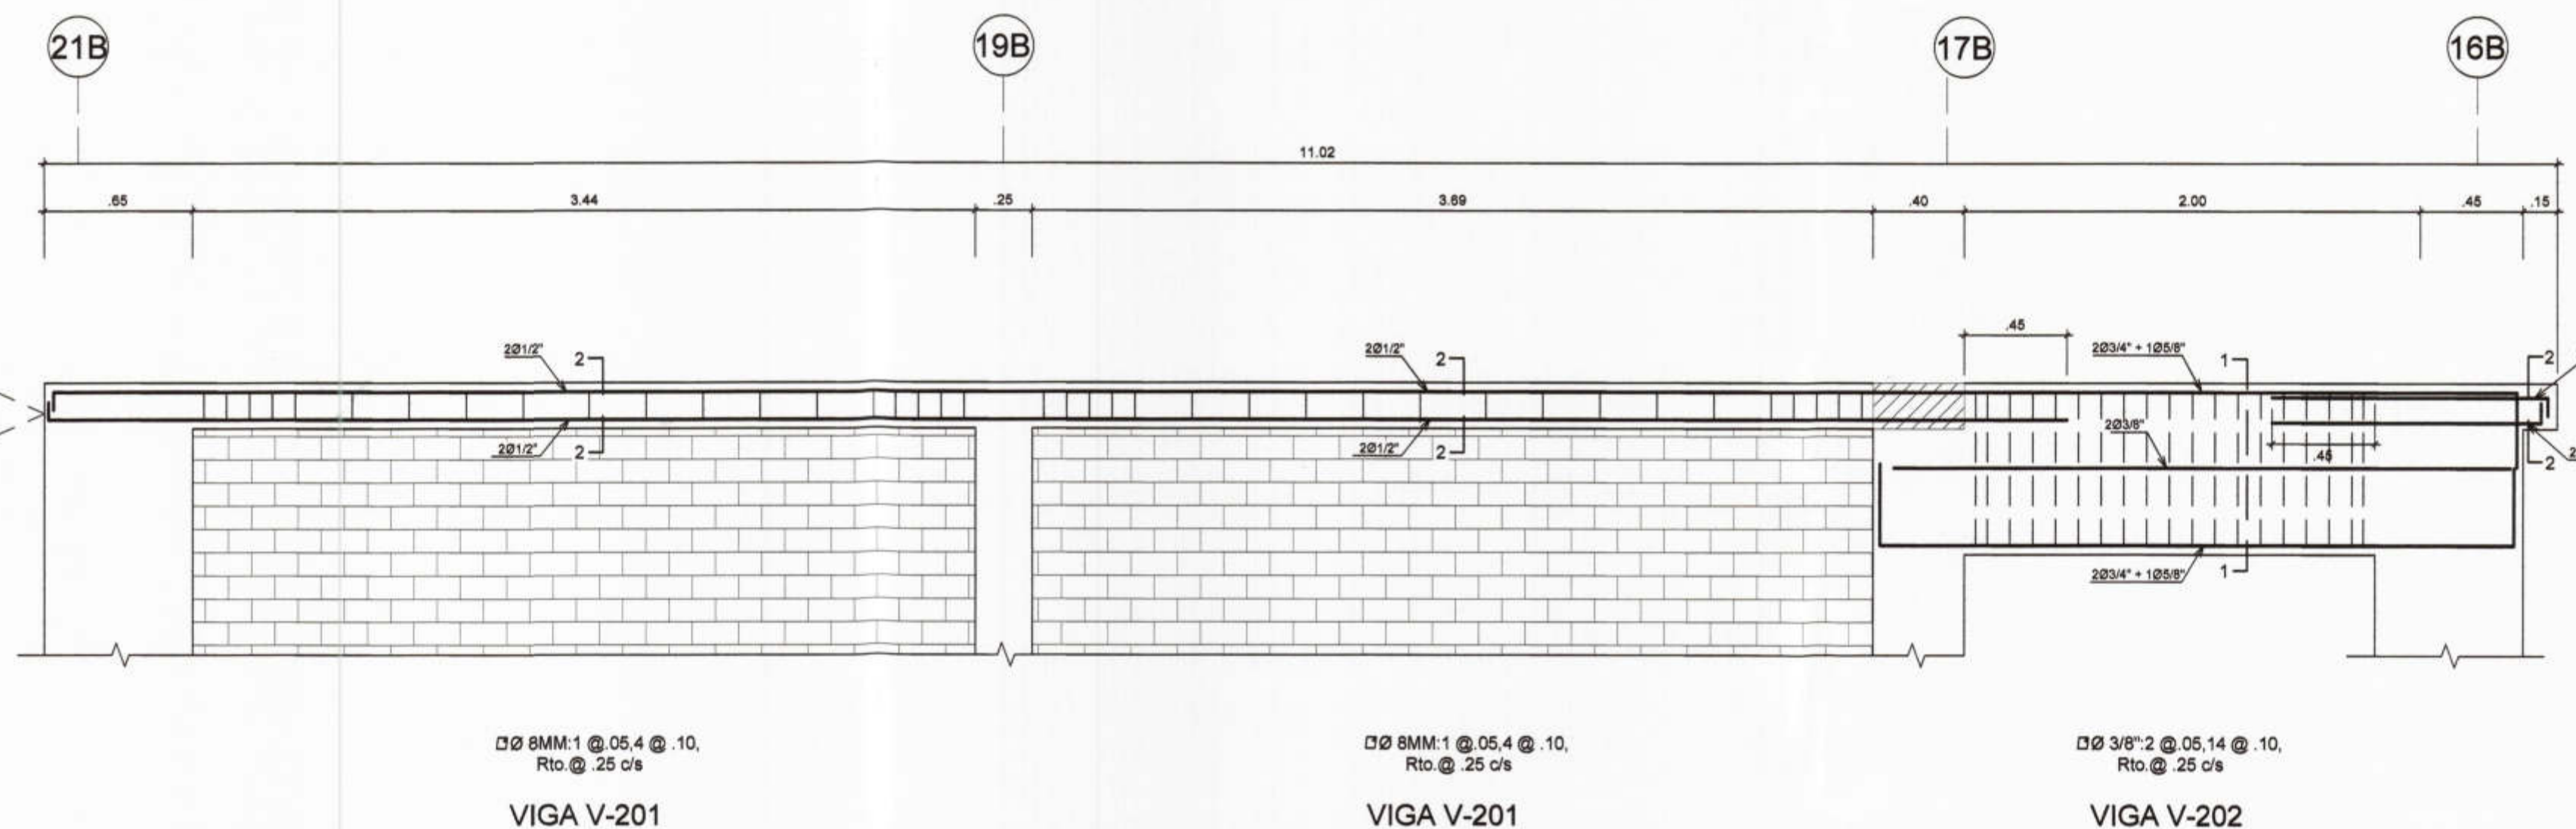 21B
19B
17B
16B
11.02
.65
3.44
.25
3.69
.40
2.00
.45
.15
.45
2Ø1/2"
2
2Ø1/2"
2
2Ø3/4" + 1Ø5/8"
1
2
2Ø3/8"
2Ø1/2"
2
2Ø1/2"
2
.45
2
2Ø3/4" + 1Ø5/8"
1
Ø 8MM:1 @.05,4 @ .10,
Rto.@ .25 c/s
VIGA V-201
Ø 8MM:1 @.05,4 @ .10,
Rto.@ .25 c/s
VIGA V-201
Ø 3/8":2 @.05,14 @ .10,
Rto.@ .25 c/s
VIGA V-202